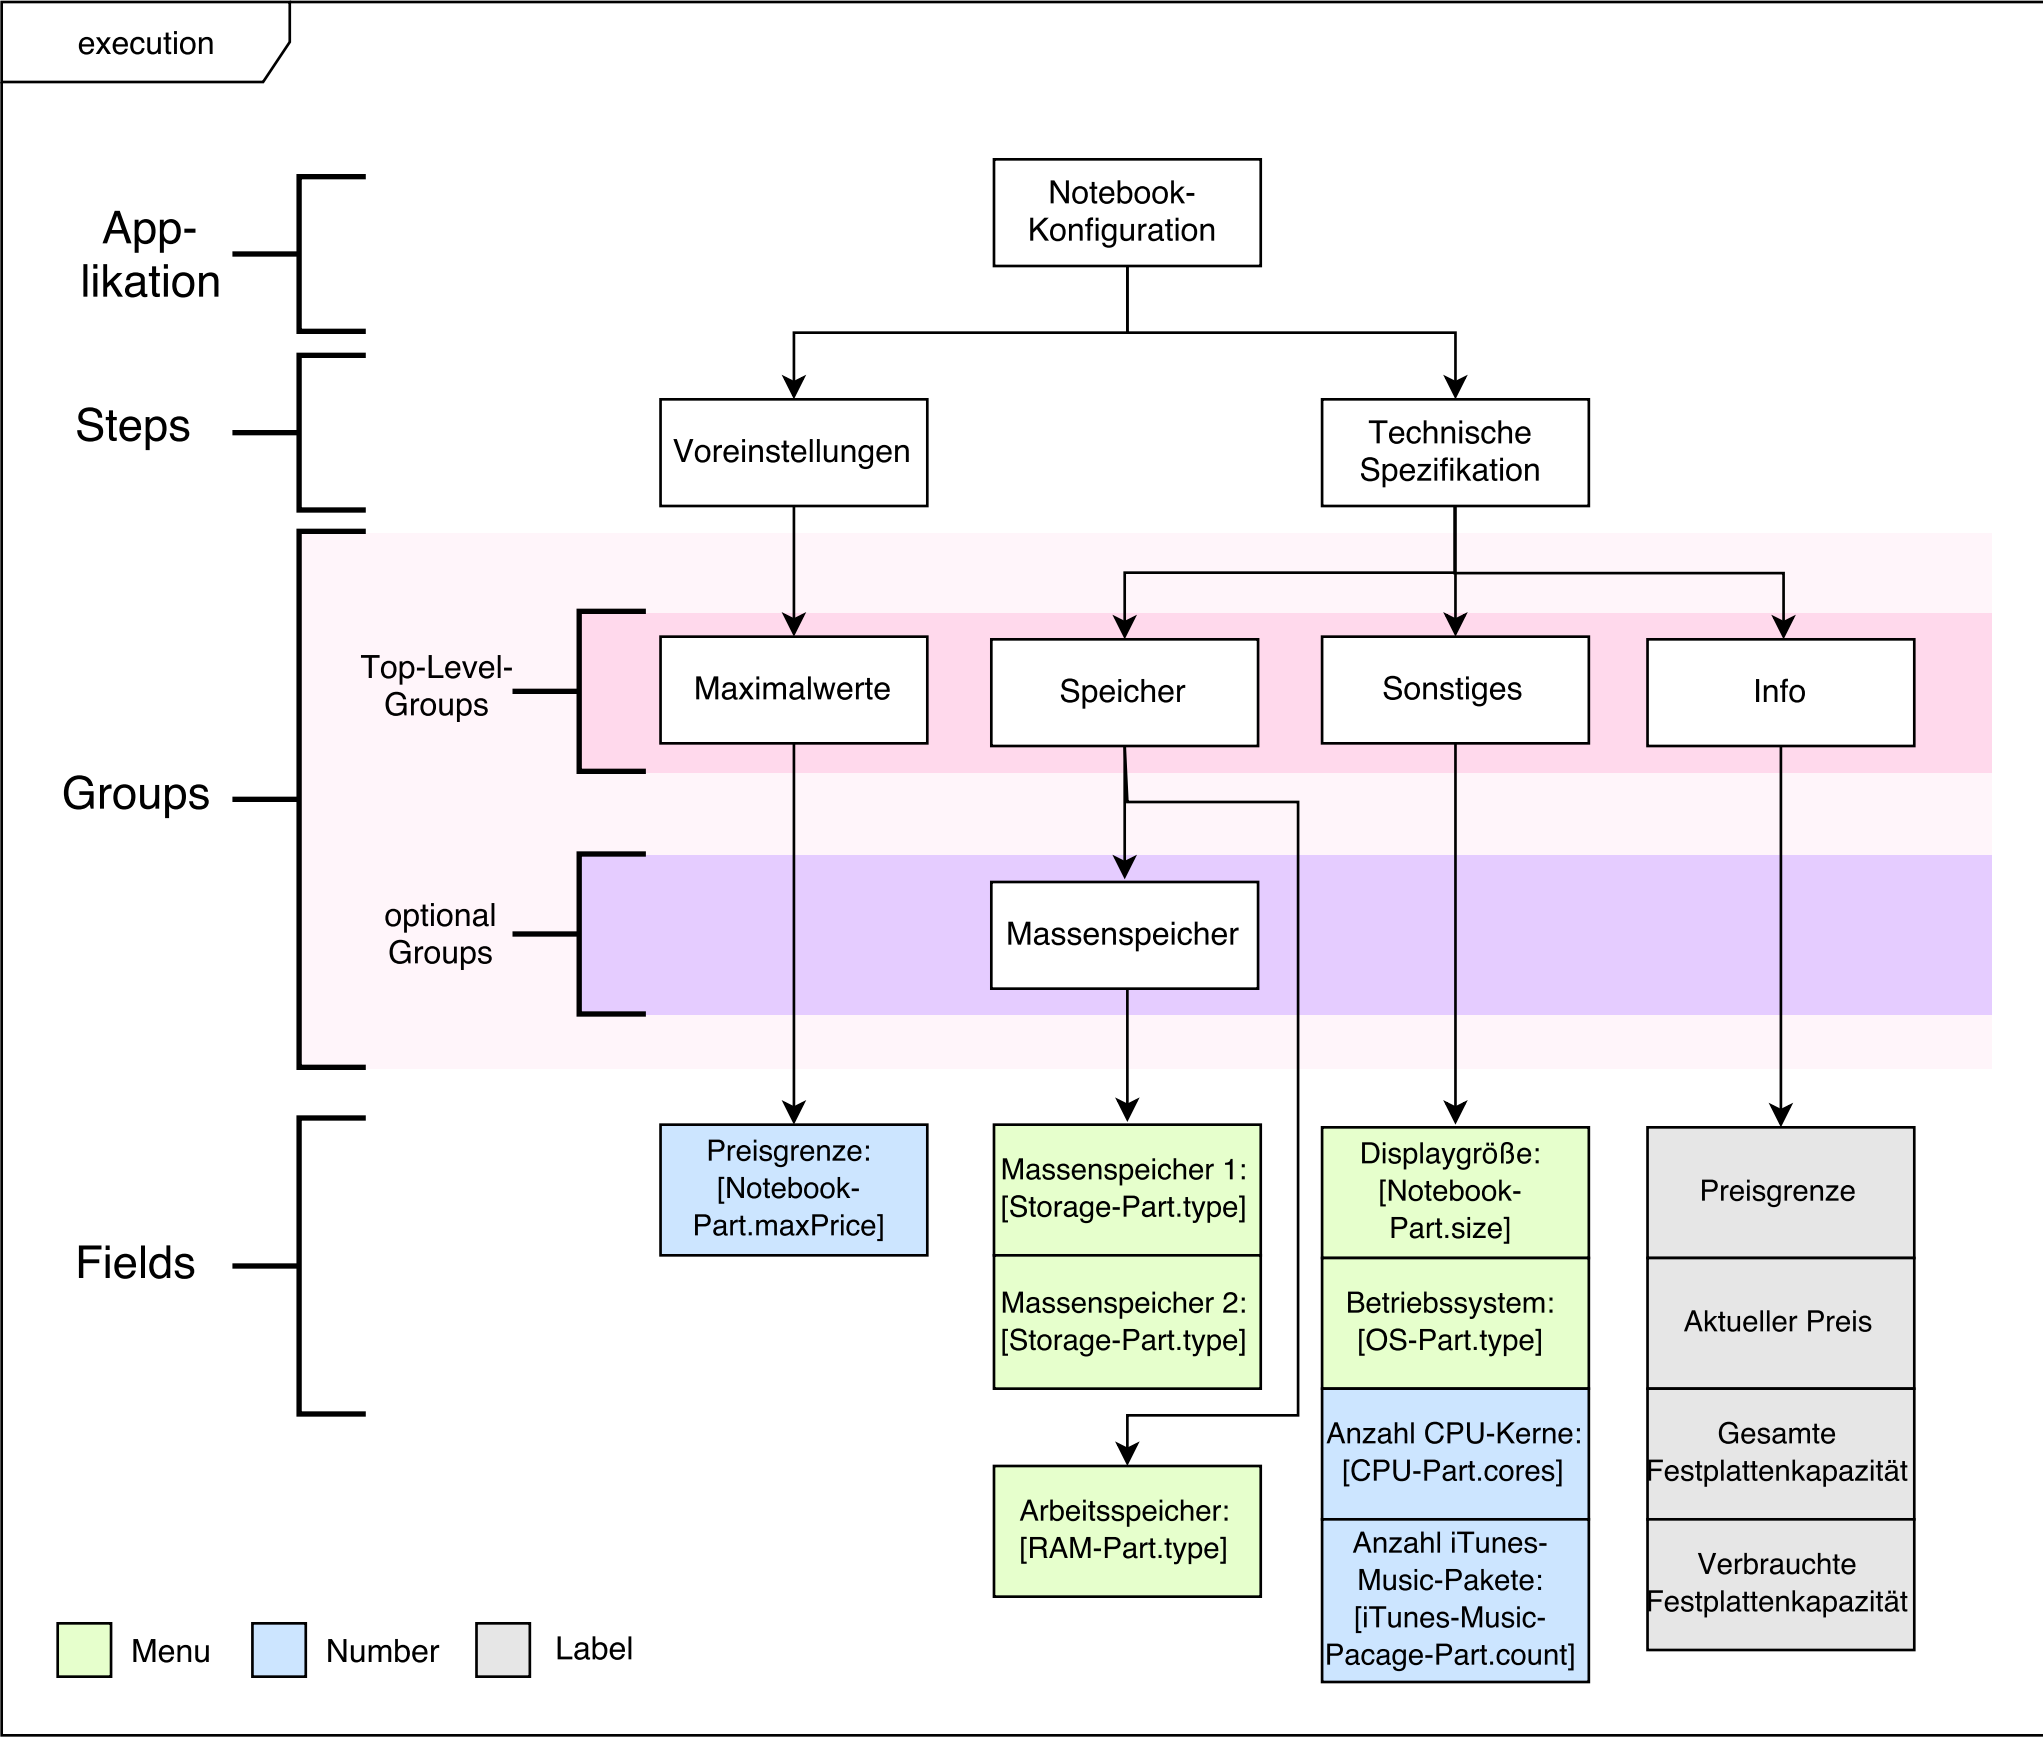 execution
App-
likation
Notebook-
Konfiguration
Steps
Voreinstellungen
Technische
Spezifikation
Groups
Top-Level-
Groups
Maximalwerte
Speicher
Sonstiges
Info
optional
Groups
Massenspeicher
Fields
Preisgrenze:
[Notebook-
Part.maxPrice]
Massenspeicher 1:
[Storage-Part.type]
Massenspeicher 2:
[Storage-Part.type]
Arbeitsspeicher:
[RAM-Part.type]
Displaygröße:
[Notebook-
Part.size]
Betriebssystem:
[OS-Part.type]
Anzahl CPU-Kerne:
[CPU-Part.cores]
Anzahl iTunes-
Music-Pakete:
[iTunes-Music-
Pacage-Part.count]
Preisgrenze
Aktueller Preis
Gesamte
Festplattenkapazität
Verbrauchte
Festplattenkapazität
Menu
Number
Label